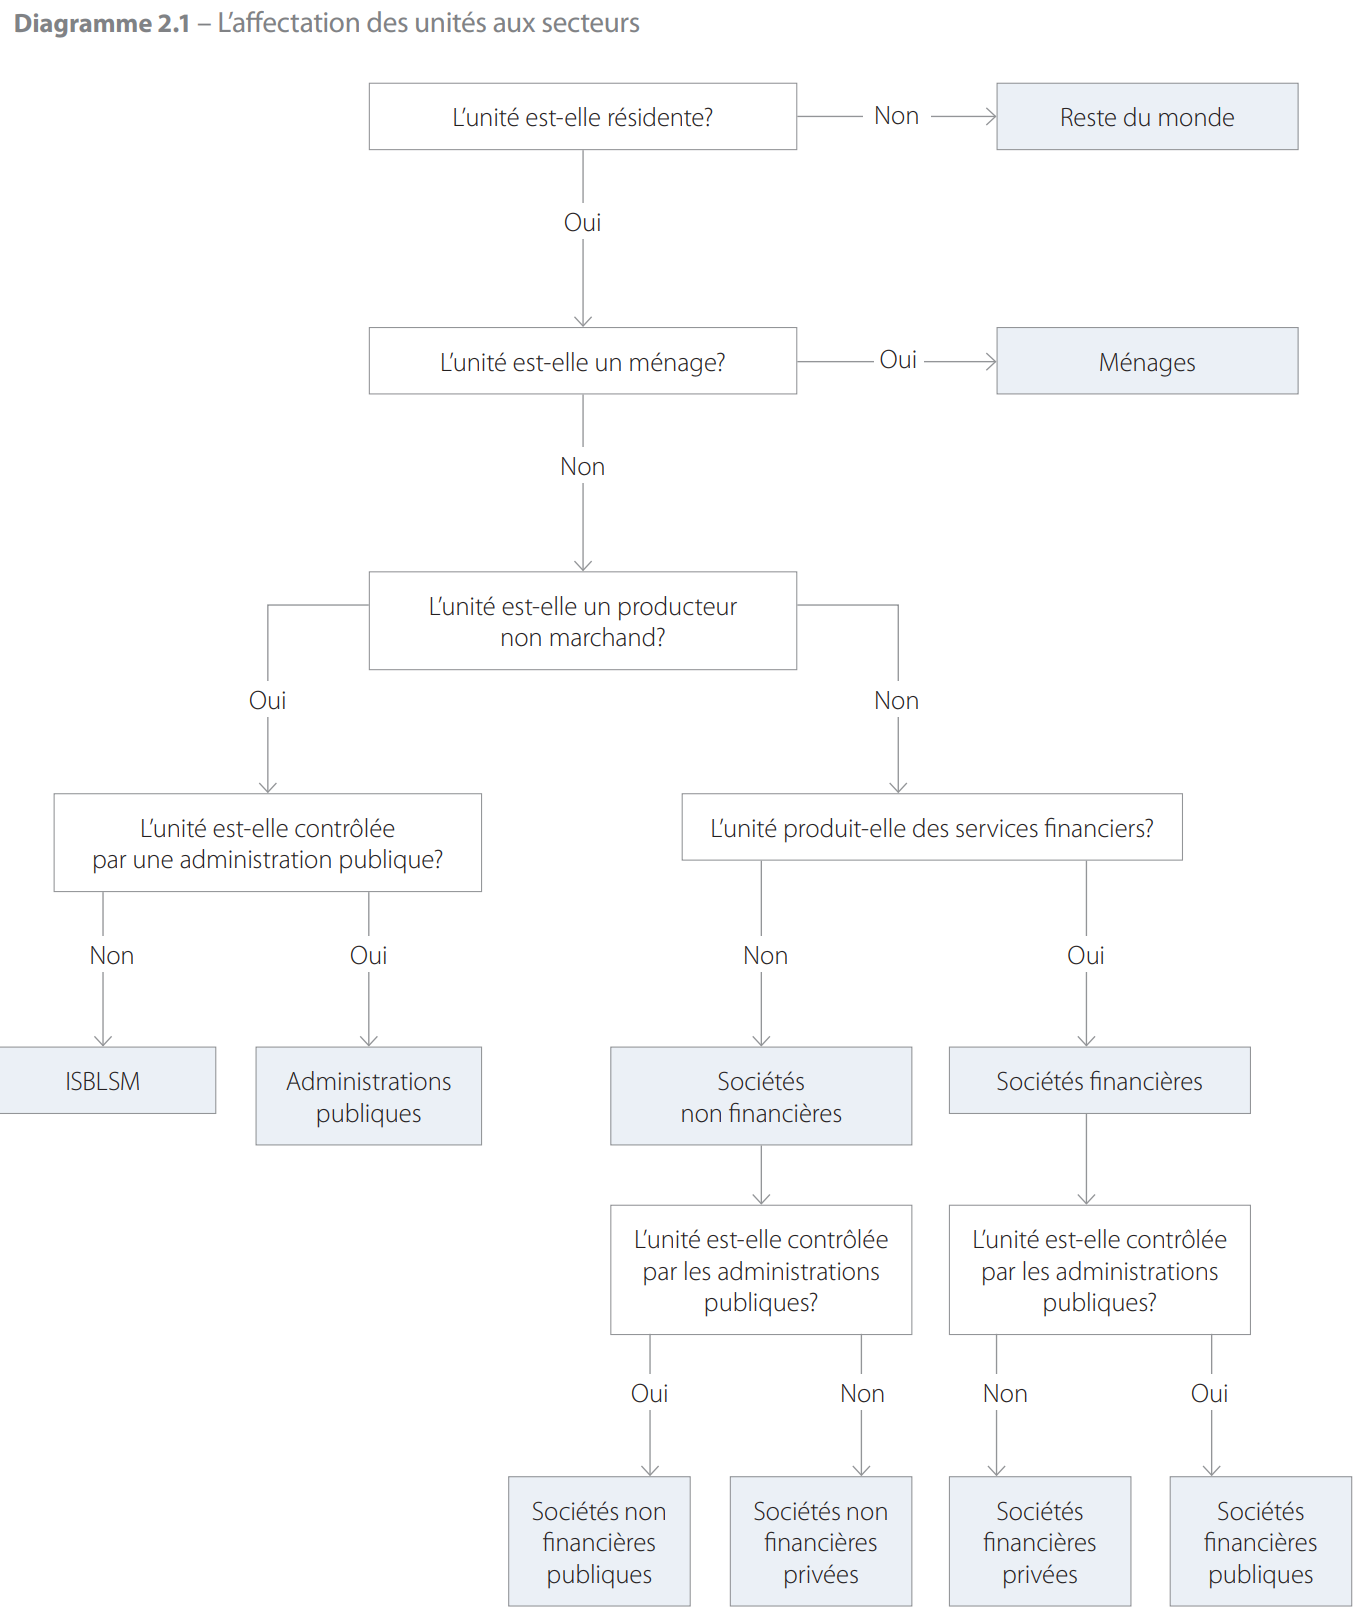 Diagramme 2.1 – L’affectation des unités aux secteurs
L’unité est-elle résidente?
Non
Reste du monde
Oui
L’unité est-elle un ménage?
Oui
Ménages
Non
L’unité est-elle un producteur
non marchand?
Oui
Non
L’unité est-elle contrôlée
par une administration publique?
L’unité produit-elle des services financiers?
Non
Oui
Non
Oui
ISBLSM
Administrations
publiques
Sociétés
non financières
Sociétés financières
L’unité est-elle contrôlée
par les administrations
publiques?
L’unité est-elle contrôlée
par les administrations
publiques?
Oui
Non
Non
Oui
Sociétés non
financières
publiques
Sociétés non
financières
privées
Sociétés
financières
privées
Sociétés
financières
publiques